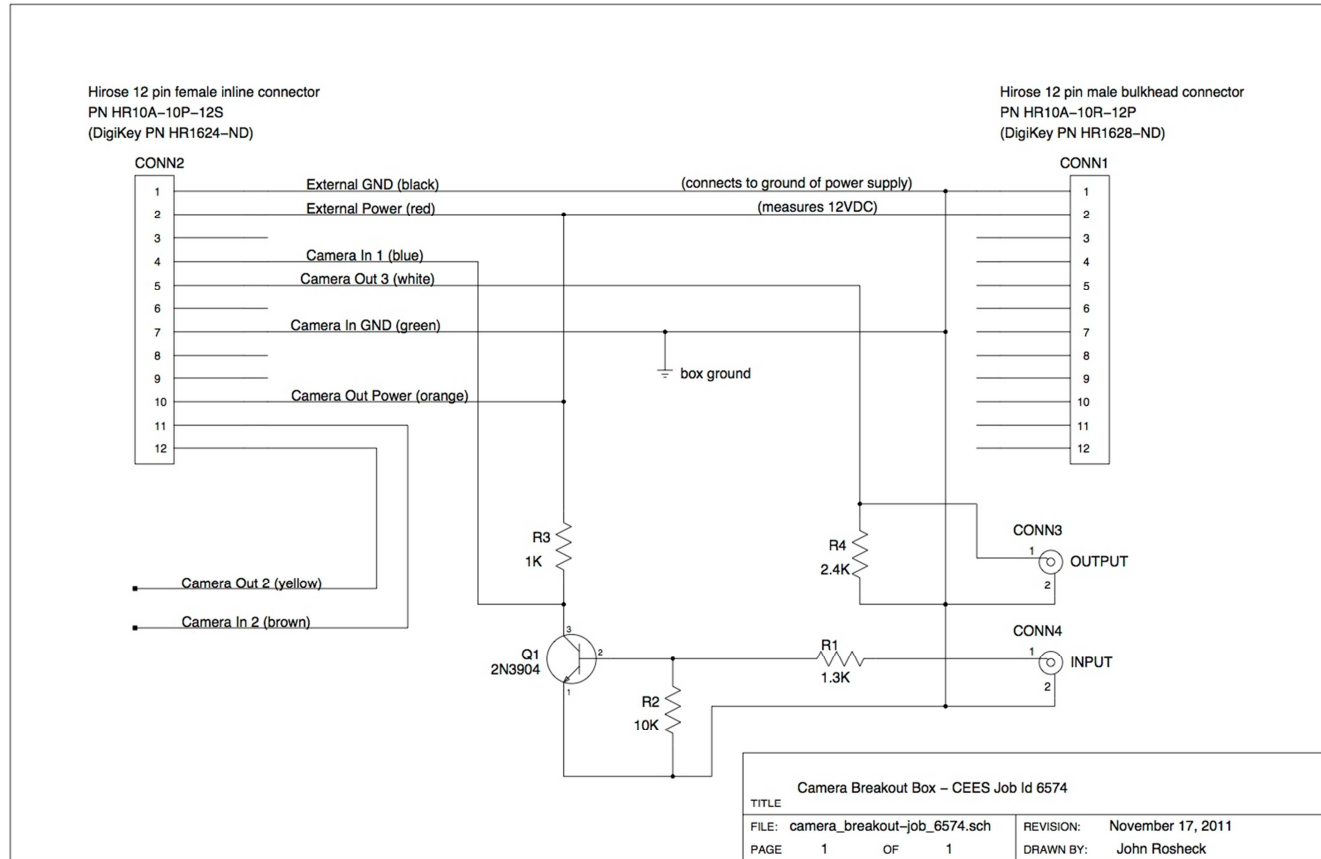 Hirose 12 pin female inline connector
PN HR10A–10P–12S
(DigiKey PN HR1624–ND)
CONN2
1
2
3
4
5
6
7
8
9
10
11
12
External GND (black)
External Power (red)
Camera In 1 (blue)
Camera Out 3 (white)
Camera In GND (green)
Camera Out Power (orange)
Camera Out 2 (yellow)
Camera In 2 (brown)
(connects to ground of power supply)
(measures 12VDC)
box ground
Hirose 12 pin male bulkhead connector
PN HR10A–10R–12P
(DigiKey PN HR1628–ND)
CONN1
1
2
3
4
5
6
7
8
9
10
11
12
R3
1K
R4
2.4K
CONN3
1
OUTPUT
2
Q1
2N3904
3
2
1
R2
10K
R1
1.3K
CONN4
1
INPUT
2
Camera Breakout Box – CEES Job Id 6574
TITLE
FILE: camera_breakout–job_6574.sch
REVISION: November 17, 2011
PAGE 1 OF 1
DRAWN BY: John Rosheck